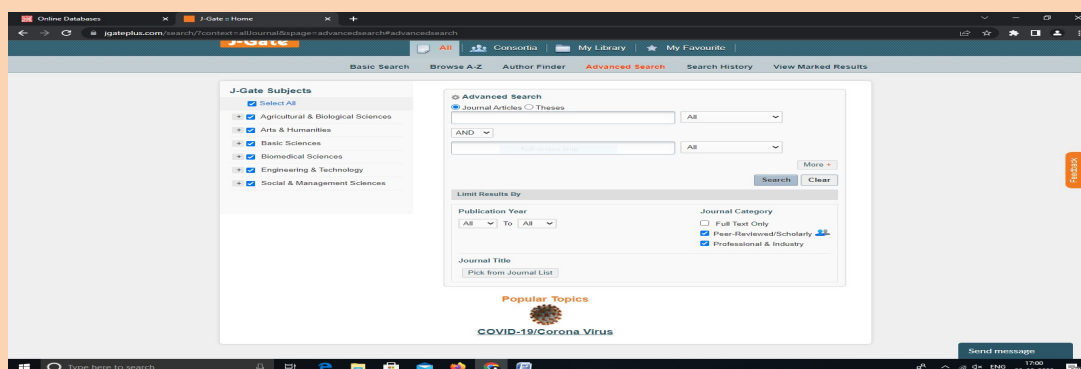 Online Databases
J-Gate :: Home
jgateplus.com/search/?context=allJournal&spage=advancedsearch#advancedsearch
J-Gate
All | Consortia | My Library | My Favourite
Basic Search Browse A-Z Author Finder Advanced Search Search History View Marked Results
J-Gate Subjects
Select All
Agricultural & Biological Sciences
Arts & Humanities
Basic Sciences
Biomedical Sciences
Engineering & Technology
Social & Management Sciences
Advanced Search
Journal Articles Theses
All
AND
All
More +
Search Clear
Limit Results By
Publication Year
All To All
Journal Category
Full Text Only
Peer-Reviewed/Scholarly
Professional & Industry
Journal Title
Pick from Journal List
Popular Topics
COVID-19/Corona Virus
Feedback
Send message
Type here to search
ENG
17:00